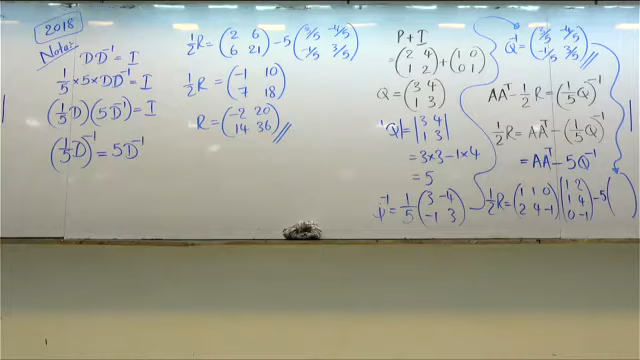 2018
Notes
DD⁻¹ = I
1/5 × 5 × DD⁻¹ = I
(1/5 D)(5D⁻¹) = I
(1/5 D)⁻¹ = 5D⁻¹
1/2 R = (2 6; 6 21) - 5 (3/5 -4/5; -1/5 3/5)
1/2 R = (-1 10; 7 18)
R = (-2 20; 14 36)
P + I
= (2 4; 1 2) + (1 0; 0 1)
Q = (3 4; 1 3)
|Q| = |3 4; 1 3|
= 3×3 - 1×4
= 5
⁻¹ = 1/5 (3 -4; -1 3)
Q⁻¹ = (3/5 -4/5; -1/5 3/5)
AAᵀ - 1/2 R = (1/5 Q)⁻¹
1/2 R = AAᵀ - (1/5 Q)⁻¹
= AAᵀ - 5Q⁻¹
1/2 R = (1 1 0; 2 4 -1)(1 2; 1 4; 0 -1) - 5( )